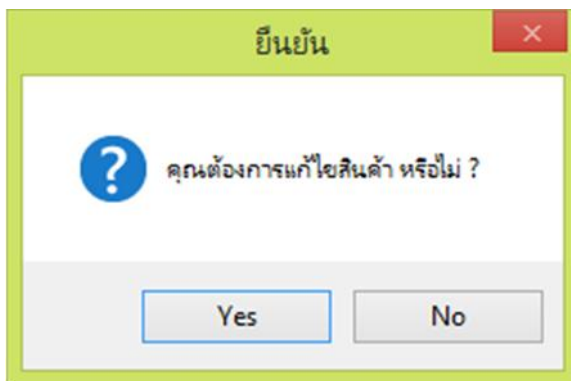 ยืนยัน
คุณต้องการแก้ไขสินค้า หรือไม่ ?
Yes
No